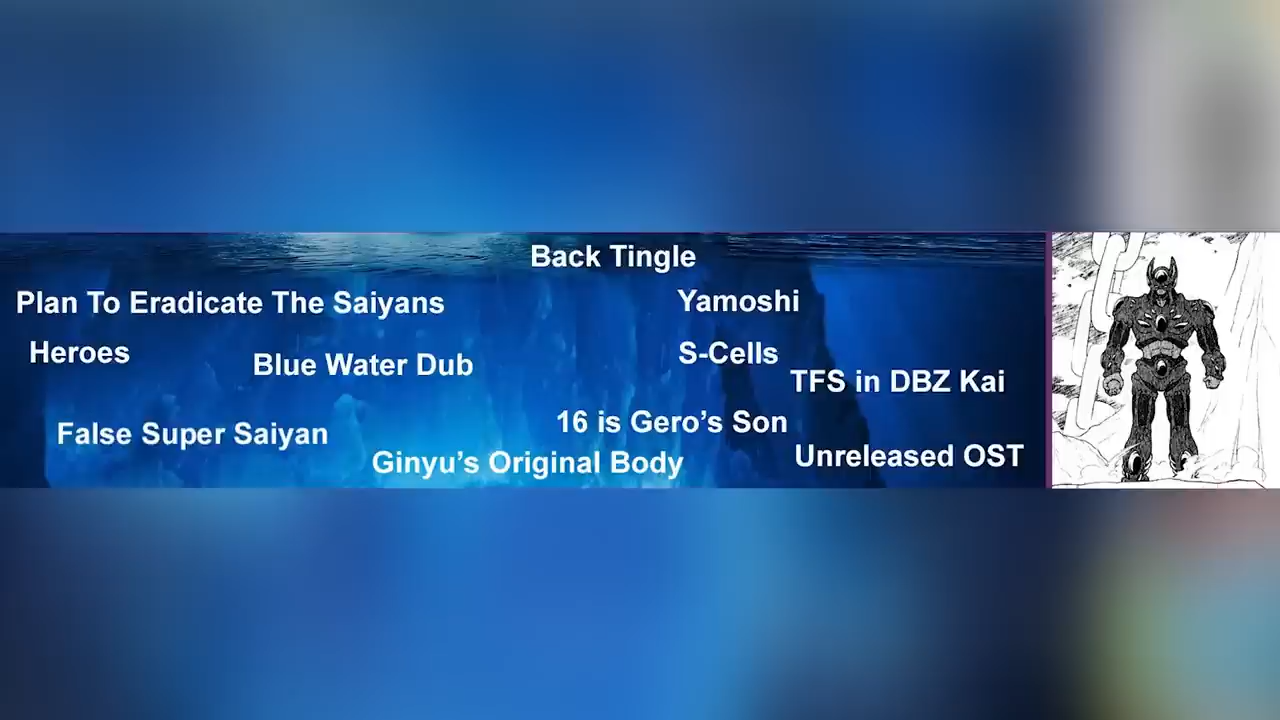 Back Tingle
Plan To Eradicate The Saiyans
Yamoshi
Heroes
Blue Water Dub
S-Cells
TFS in DBZ Kai
False Super Saiyan
16 is Gero’s Son
Ginyu’s Original Body
Unreleased OST